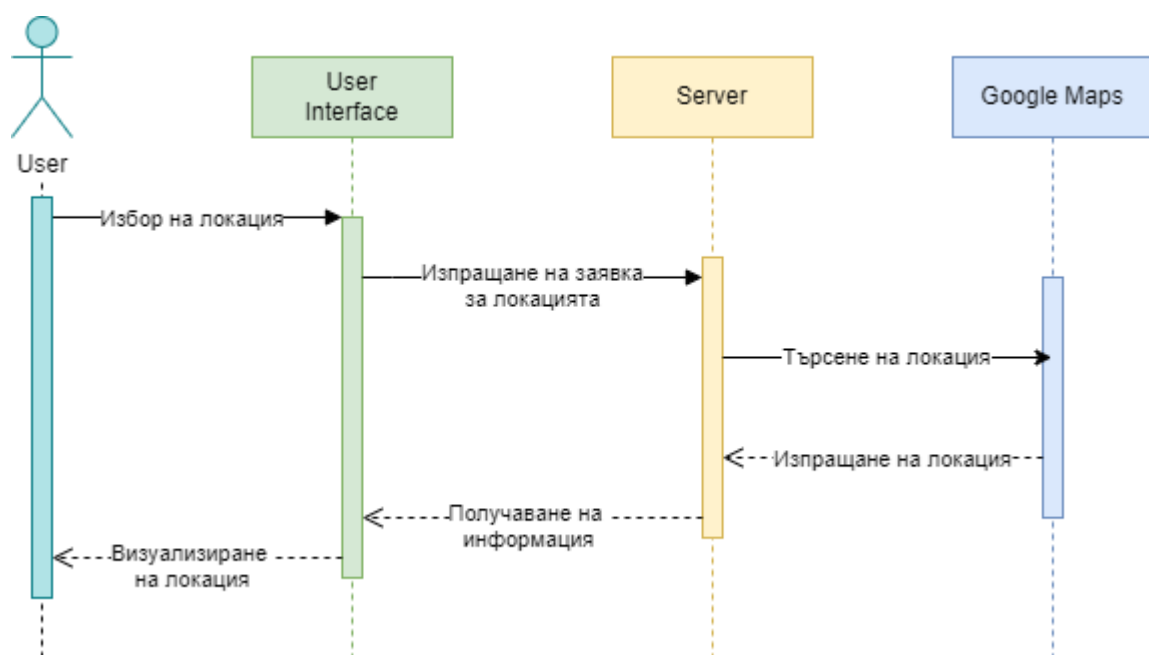 User
Interface
Server
Google Maps
User
Избор на локация
Изпращане на заявка
за локацията
Търсене на локация
Изпращане на локация
Получаване на
информация
Визуализиране
на локация